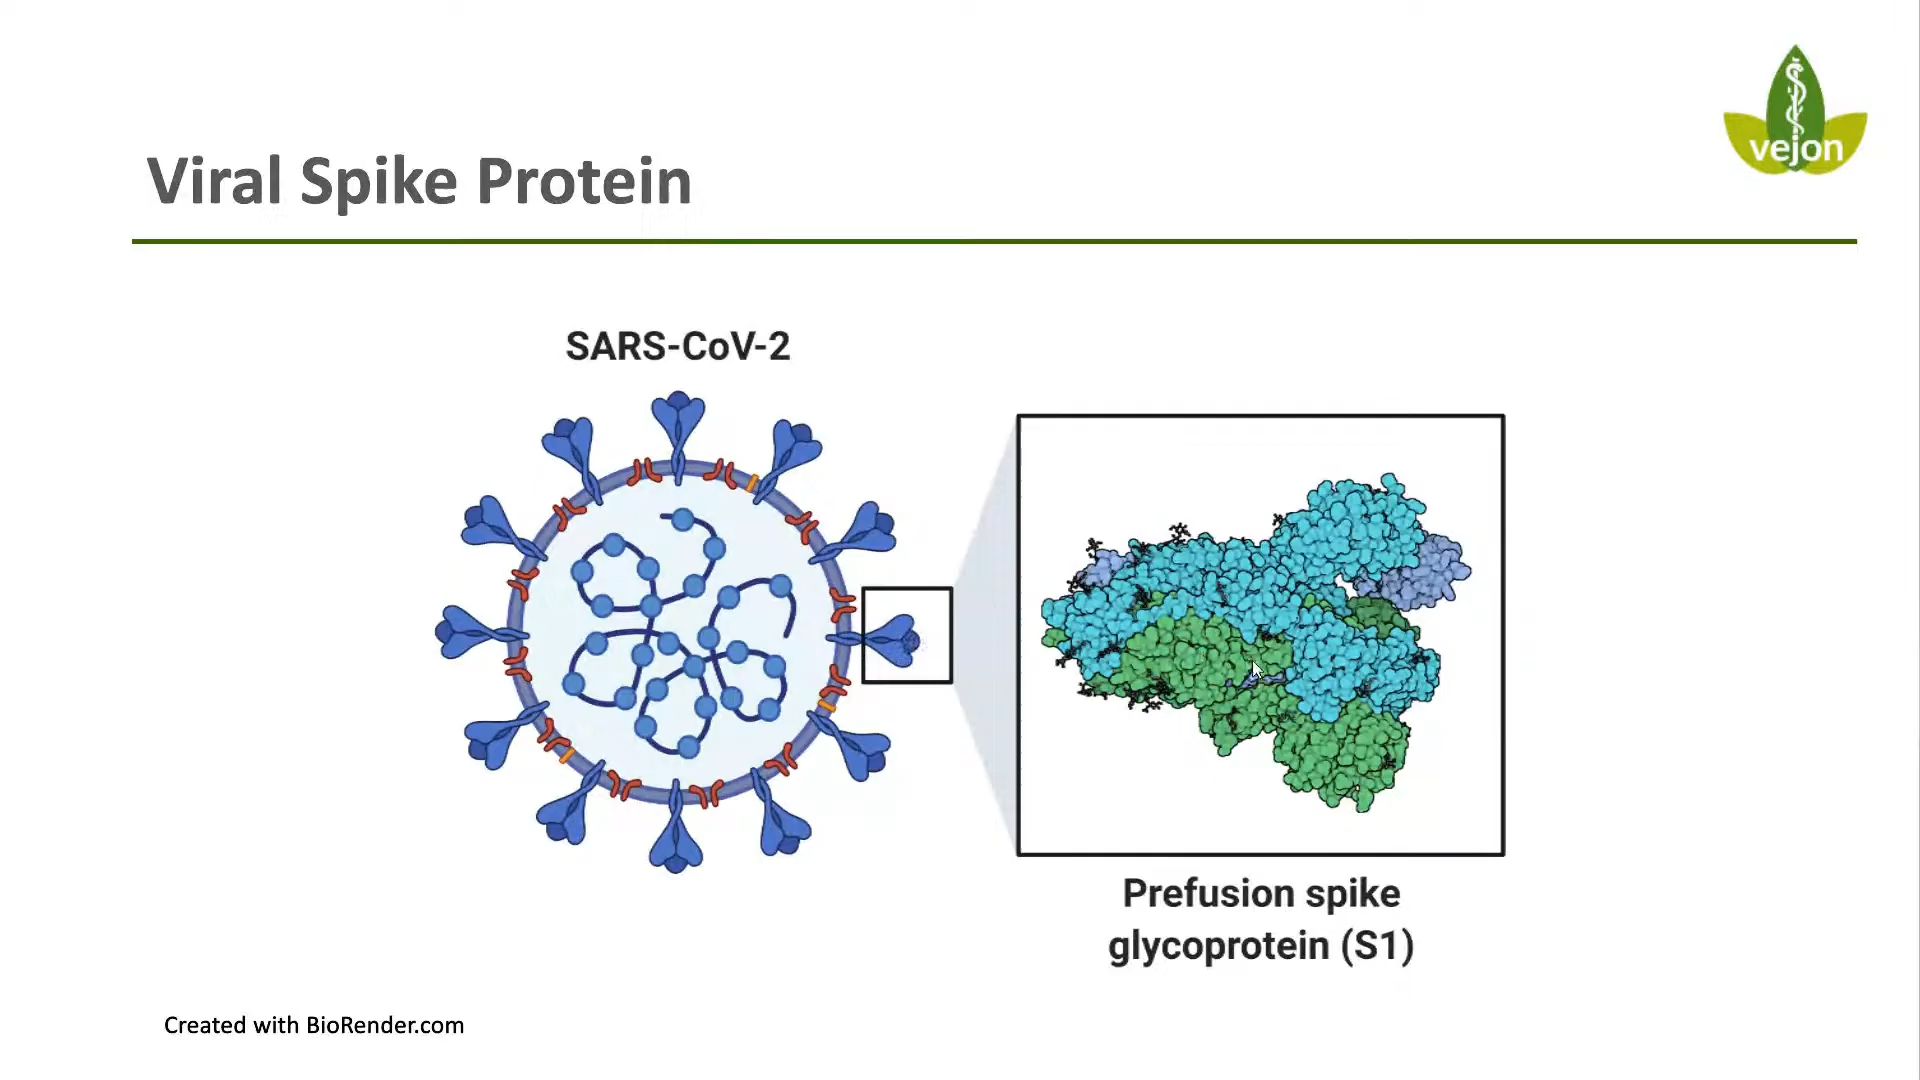 vejon
Viral Spike Protein
SARS-CoV-2
Prefusion spike
glycoprotein (S1)
Created with BioRender.com